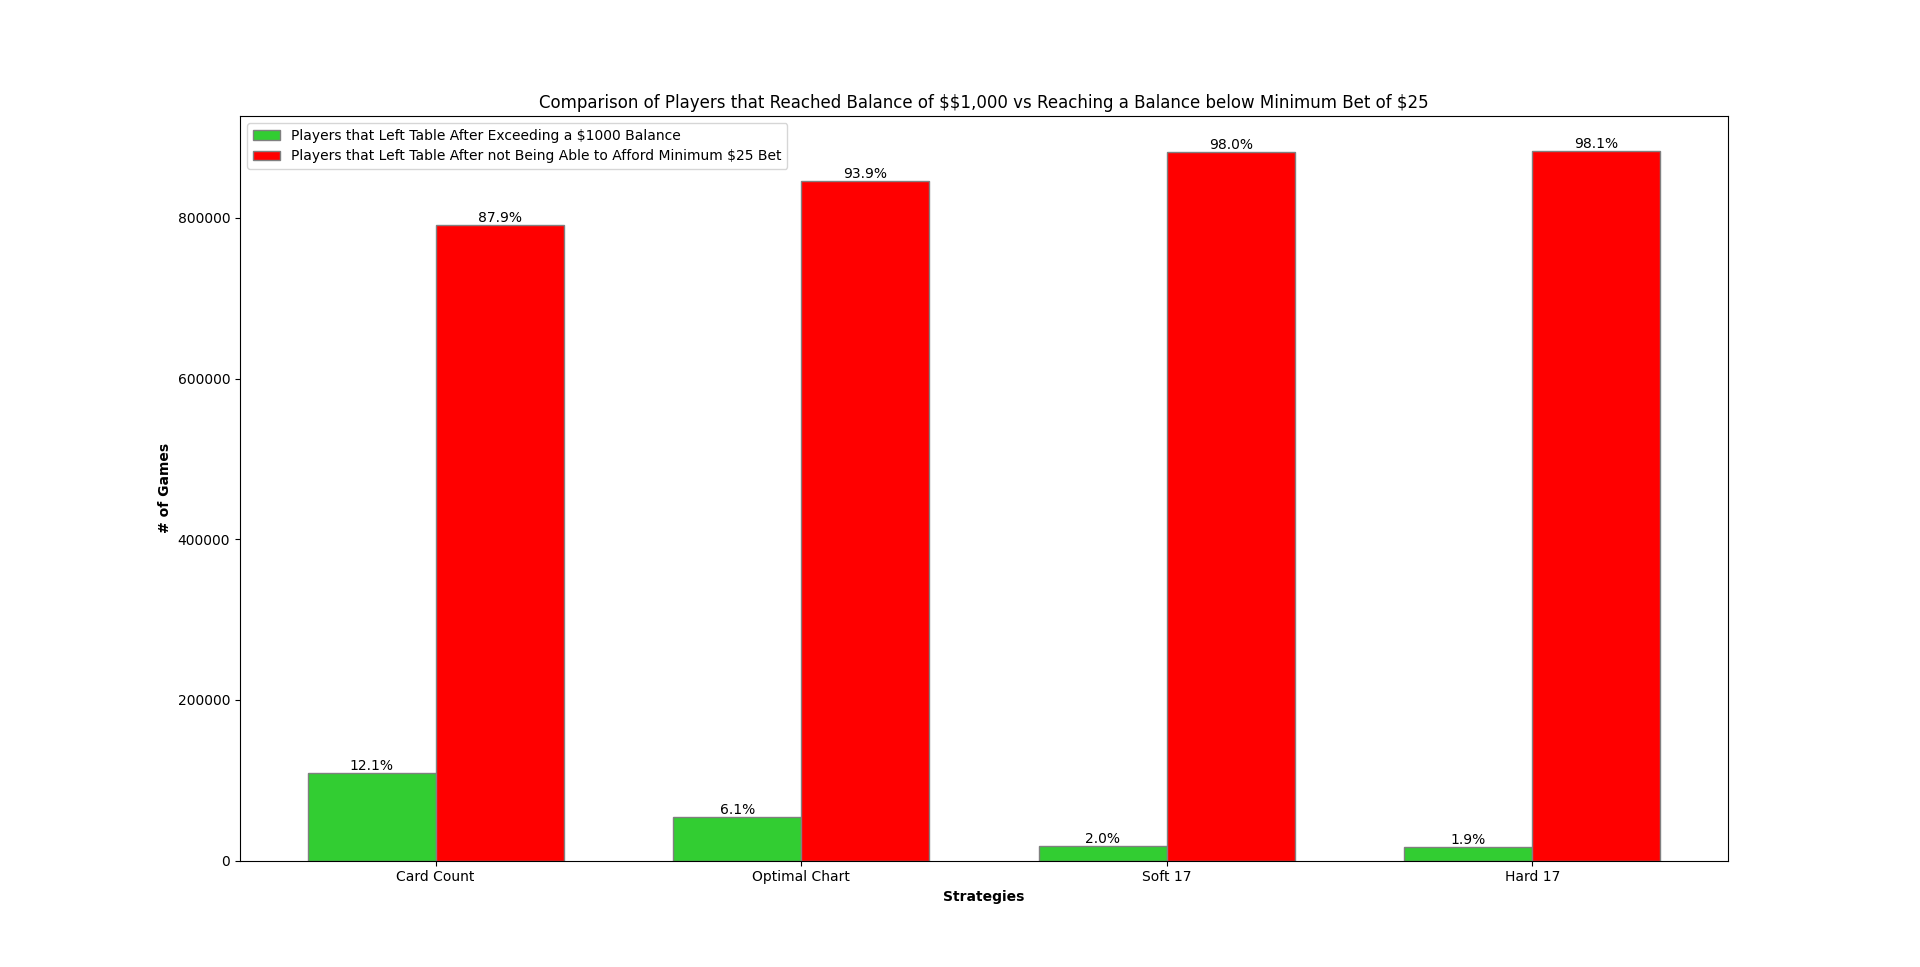 Comparison of Players that Reached Balance of $$1,000 vs Reaching a Balance below Minimum Bet of $25
Players that Left Table After Exceeding a $1000 Balance
Players that Left Table After not Being Able to Afford Minimum $25 Bet
98.0%
98.1%
93.9%
87.9%
12.1%
6.1%
2.0%
1.9%
800000
600000
400000
200000
0
# of Games
Card Count
Optimal Chart
Soft 17
Hard 17
Strategies